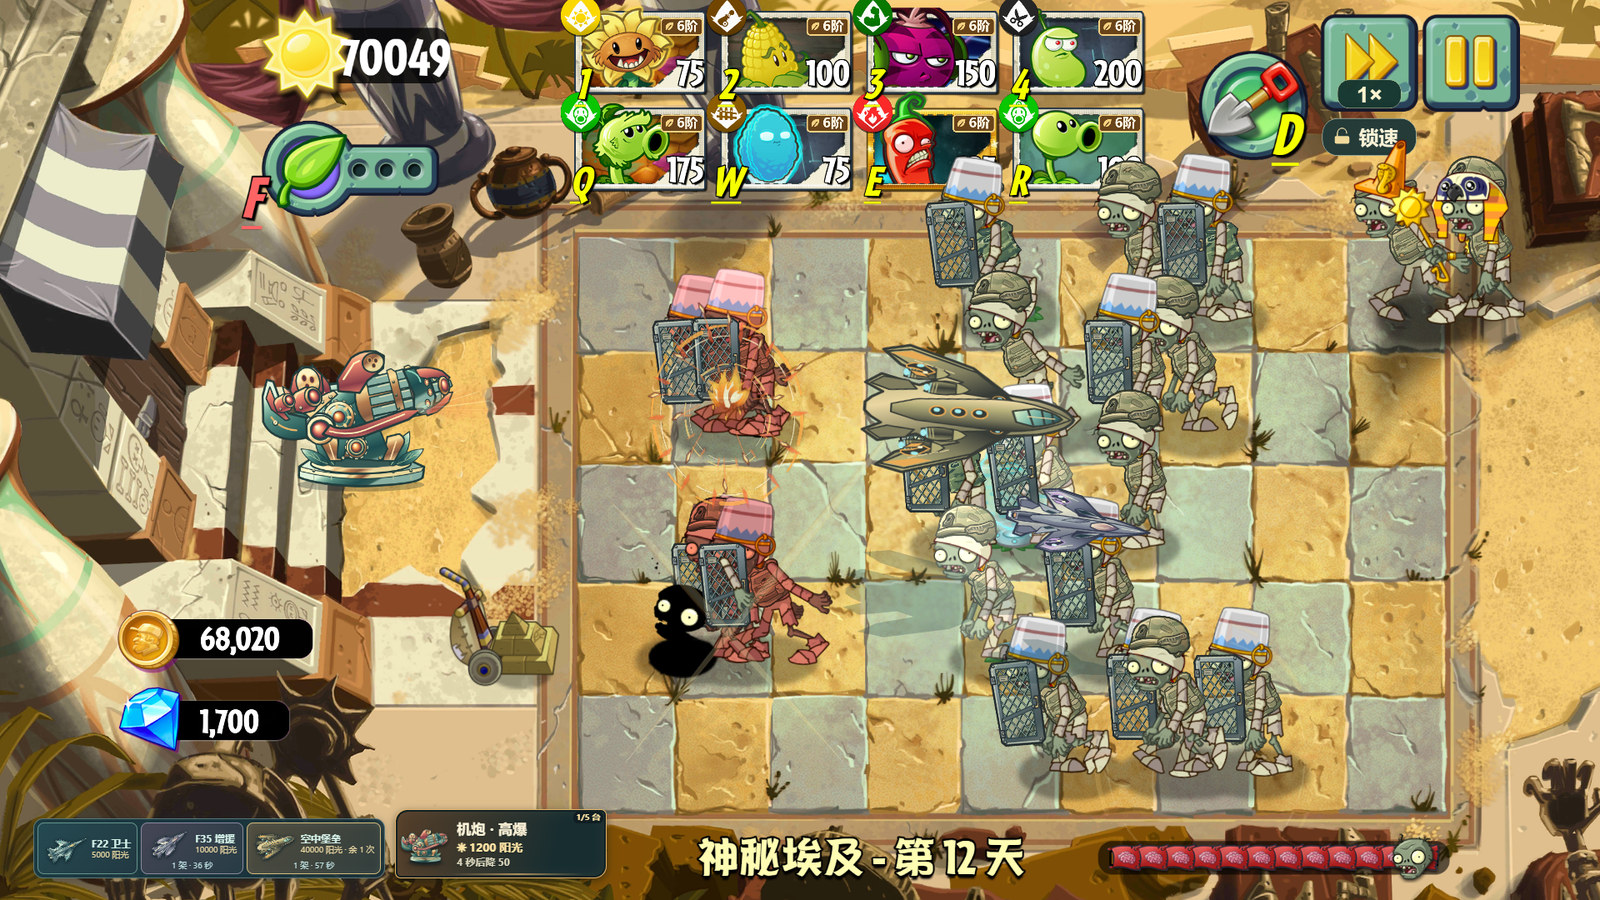 70049
6阶
75
1
6阶
100
2
6阶
150
3
6阶
200
4
6阶
175
Q
6阶
75
W
6阶
E
6阶
R
D
1×
锁速
F
68,020
1,700
F22 卫士
5000 阳光
F35 增援
10000 阳光
1 架 · 36 秒
空中堡垒
40000 阳光 · 余 1 次
1 架 · 57 秒
1/5 台
机炮 · 高爆
1200 阳光
4 秒后降 50
神秘埃及 - 第 12 天